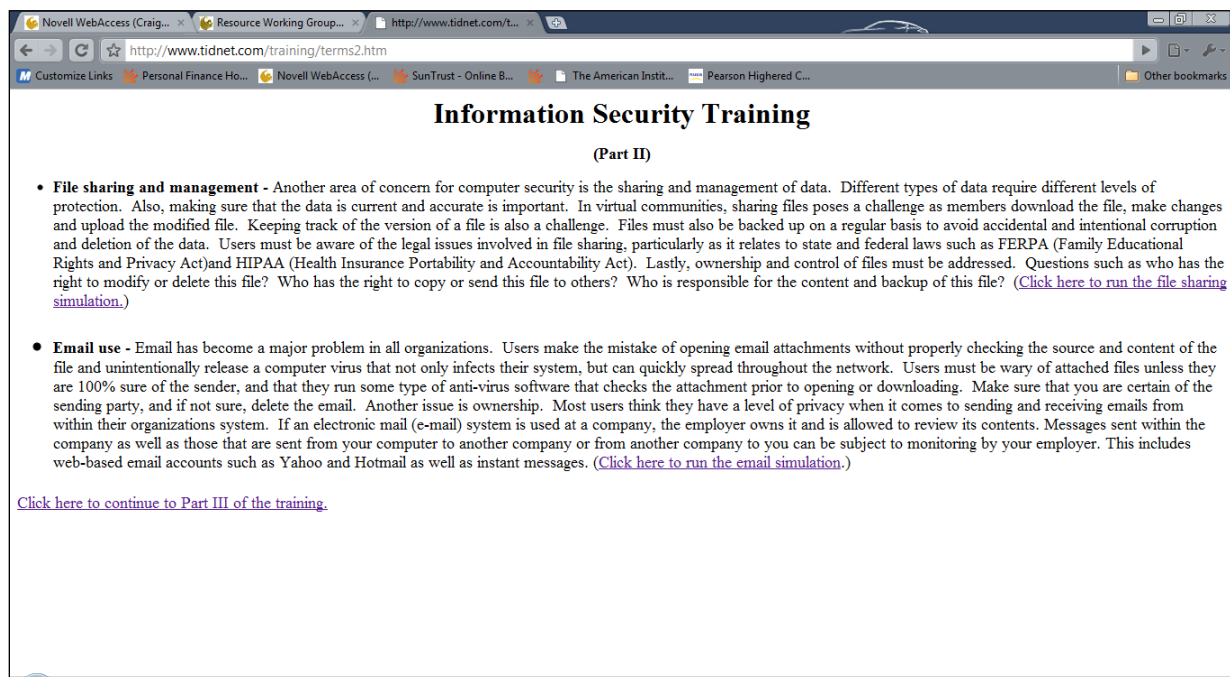 Novell WebAccess (Craig...
Resource Working Group...
http://www.tidnet.com/t...
http://www.tidnet.com/training/terms2.htm
Customize Links
Personal Finance Ho...
Novell WebAccess (...
SunTrust - Online B...
The American Instit...
Pearson Highered C...
Other bookmarks
Information Security Training
(Part II)
• File sharing and management - Another area of concern for computer security is the sharing and management of data.  Different types of data require different levels of
protection.  Also, making sure that the data is current and accurate is important.  In virtual communities, sharing files poses a challenge as members download the file, make changes
and upload the modified file.  Keeping track of the version of a file is also a challenge.  Files must also be backed up on a regular basis to avoid accidental and intentional corruption
and deletion of the data.  Users must be aware of the legal issues involved in file sharing, particularly as it relates to state and federal laws such as FERPA (Family Educational
Rights and Privacy Act)and HIPAA (Health Insurance Portability and Accountability Act).  Lastly, ownership and control of files must be addressed.  Questions such as who has the
right to modify or delete this file?  Who has the right to copy or send this file to others?  Who is responsible for the content and backup of this file?  (Click here to run the file sharing
simulation.)
• Email use - Email has become a major problem in all organizations.  Users make the mistake of opening email attachments without properly checking the source and content of the
file and unintentionally release a computer virus that not only infects their system, but can quickly spread throughout the network.  Users must be wary of attached files unless they
are 100% sure of the sender, and that they run some type of anti-virus software that checks the attachment prior to opening or downloading.  Make sure that you are certain of the
sending party, and if not sure, delete the email.  Another issue is ownership.  Most users think they have a level of privacy when it comes to sending and receiving emails from
within their organizations system.  If an electronic mail (e-mail) system is used at a company, the employer owns it and is allowed to review its contents. Messages sent within the
company as well as those that are sent from your computer to another company or from another company to you can be subject to monitoring by your employer. This includes
web-based email accounts such as Yahoo and Hotmail as well as instant messages. (Click here to run the email simulation.)
Click here to continue to Part III of the training.